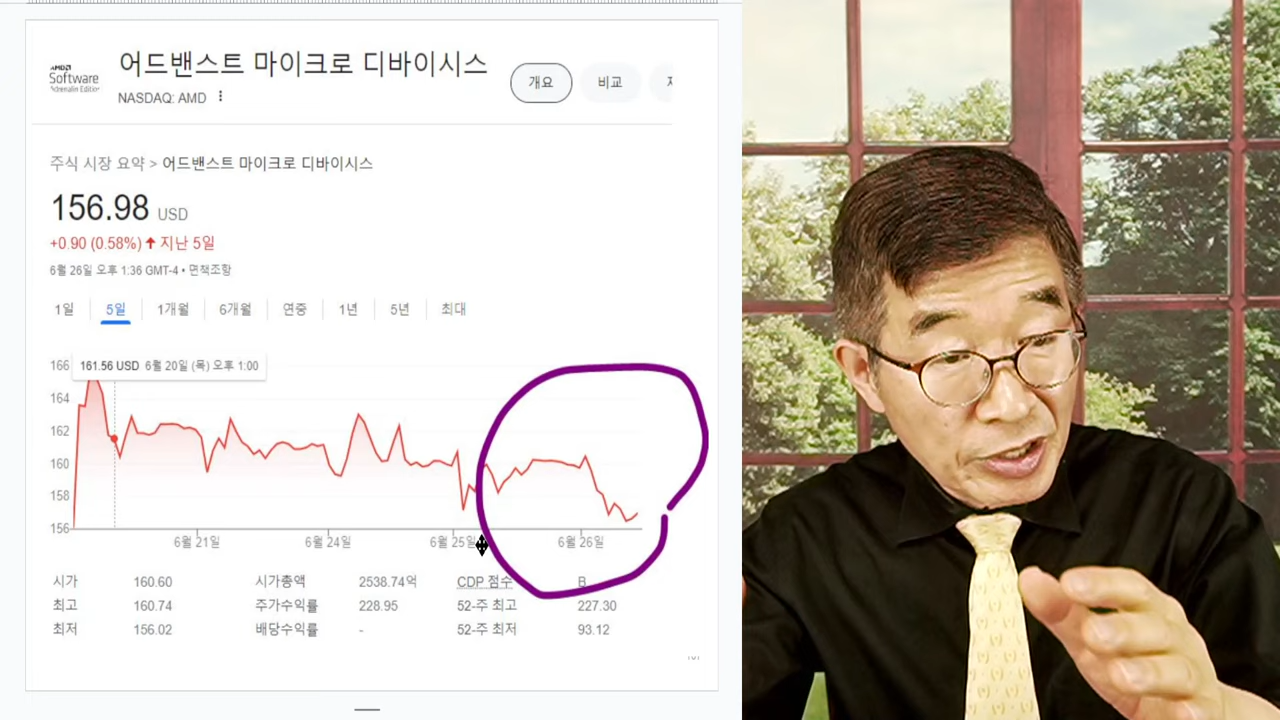 AMD
Software
Adrenalin Edition
어드밴스트 마이크로 디바이시스
NASDAQ: AMD
개요
비교
주식 시장 요약 > 어드밴스트 마이크로 디바이시스
156.98 USD
+0.90 (0.58%) ↑ 지난 5일
6월 26일 오후 1:36 GMT-4 • 면책조항
1일 5일 1개월 6개월 연중 1년 5년 최대
166
161.56 USD 6월 20일 (목) 오후 1:00
164
162
160
158
156
6월 21일 6월 24일 6월 25일 6월 26일
시가 160.60 시가총액 2538.74억 CDP 점수 B
최고 160.74 주가수익률 228.95 52-주 최고 227.30
최저 156.02 배당수익률 - 52-주 최저 93.12